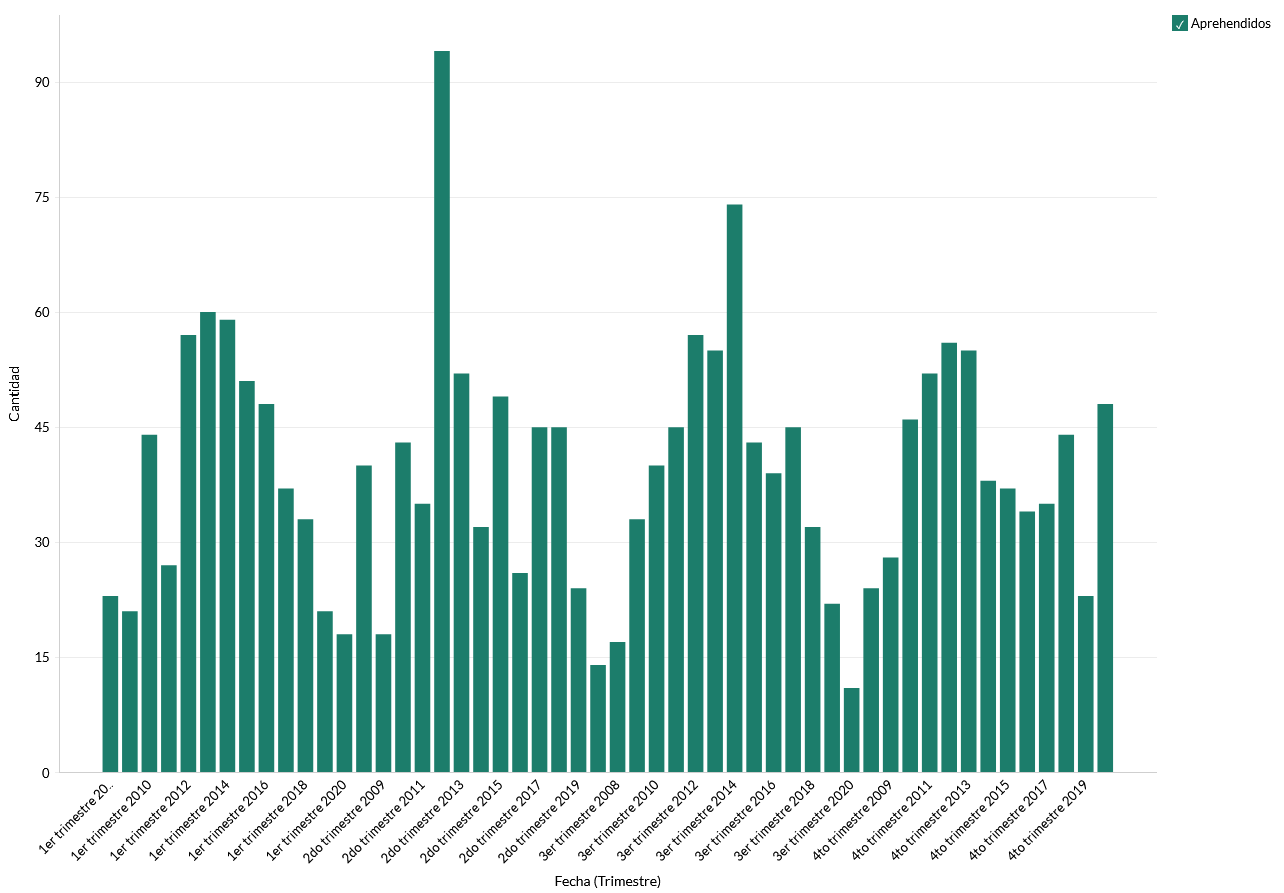 Aprehendidos
Cantidad
90
75
60
45
30
15
0
1er trimestre 20..
1er trimestre 2010
1er trimestre 2012
1er trimestre 2014
1er trimestre 2016
1er trimestre 2018
1er trimestre 2020
2do trimestre 2009
2do trimestre 2011
2do trimestre 2013
2do trimestre 2015
2do trimestre 2017
2do trimestre 2019
3er trimestre 2008
3er trimestre 2010
3er trimestre 2012
3er trimestre 2014
3er trimestre 2016
3er trimestre 2018
3er trimestre 2020
4to trimestre 2009
4to trimestre 2011
4to trimestre 2013
4to trimestre 2015
4to trimestre 2017
4to trimestre 2019
Fecha (Trimestre)